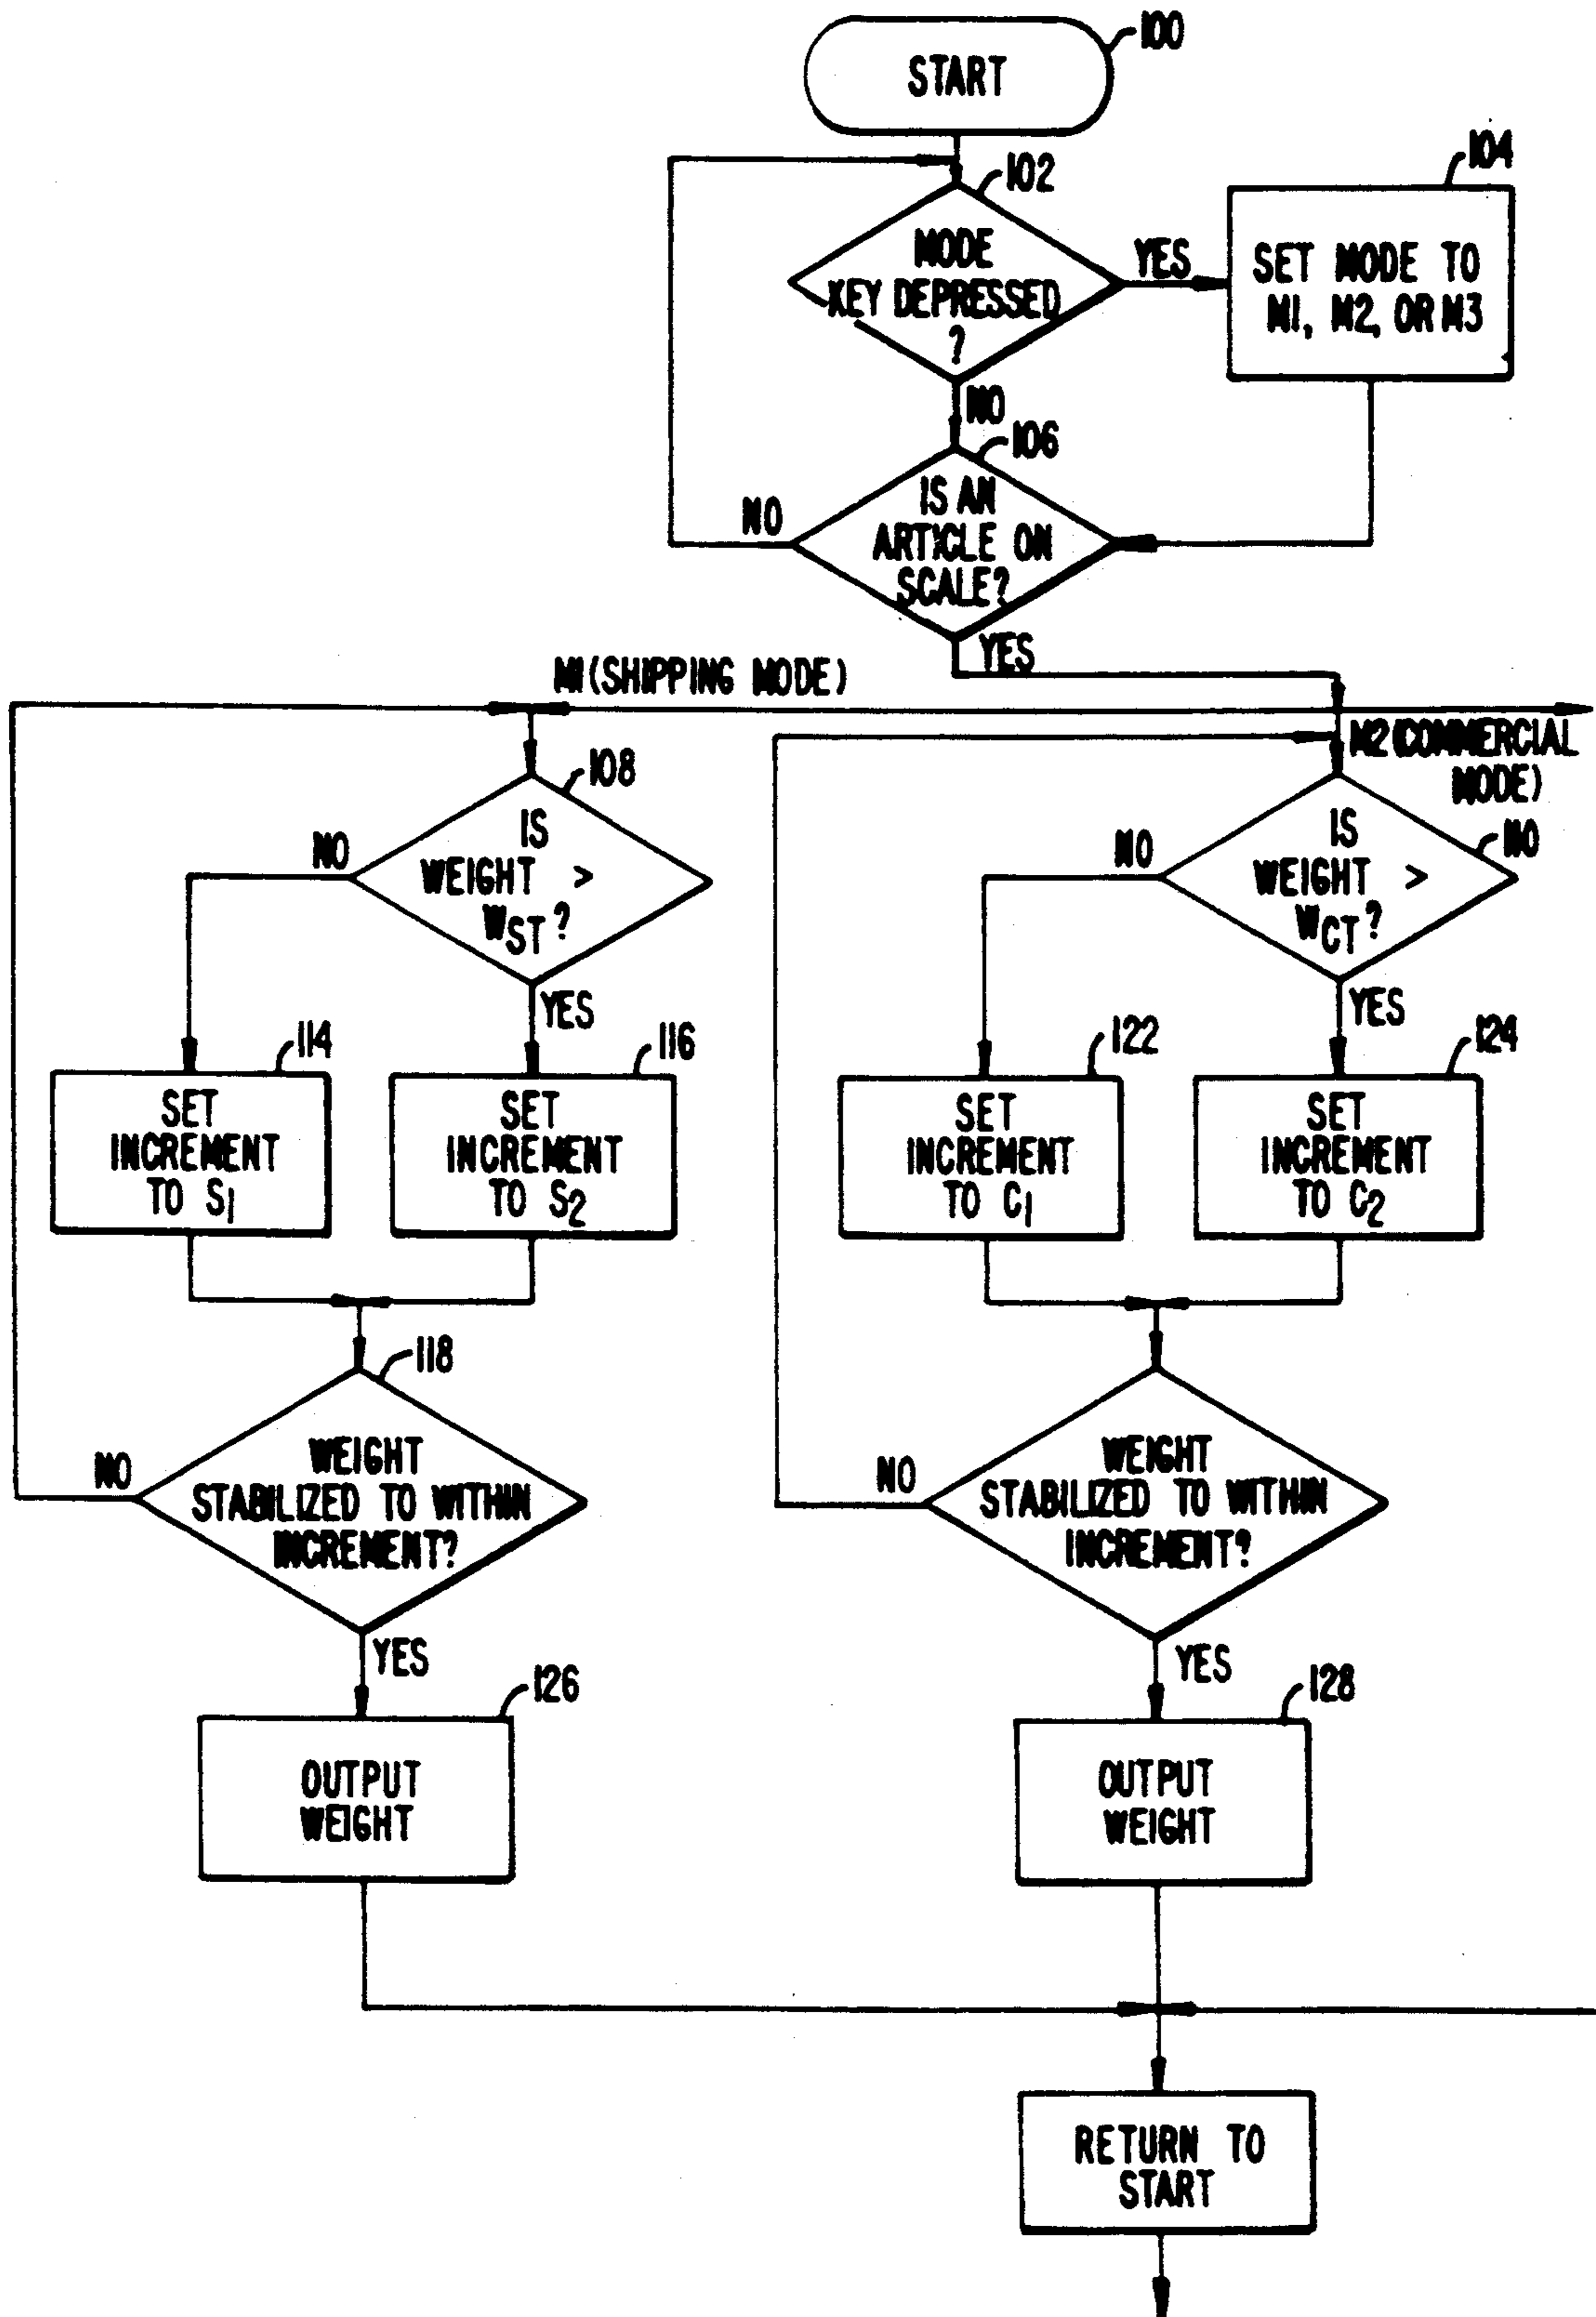 START
100
102
MODE
KEY DEPRESSED
?
YES
104
SET MODE TO
M1, M2, OR M3
NO
106
IS AN
ARTICLE ON
SCALE?
NO
YES
M1 (SHIPPING MODE)
M2 (COMMERCIAL
MODE)
108
IS
WEIGHT >
WST?
NO
YES
110
IS
WEIGHT >
WCT?
NO
YES
114
SET
INCREMENT
TO S1
116
SET
INCREMENT
TO S2
122
SET
INCREMENT
TO C1
124
SET
INCREMENT
TO C2
118
WEIGHT
STABILIZED TO WITHIN
INCREMENT?
NO
YES
WEIGHT
STABILIZED TO WITHIN
INCREMENT?
NO
YES
126
OUTPUT
WEIGHT
128
OUTPUT
WEIGHT
RETURN TO
START